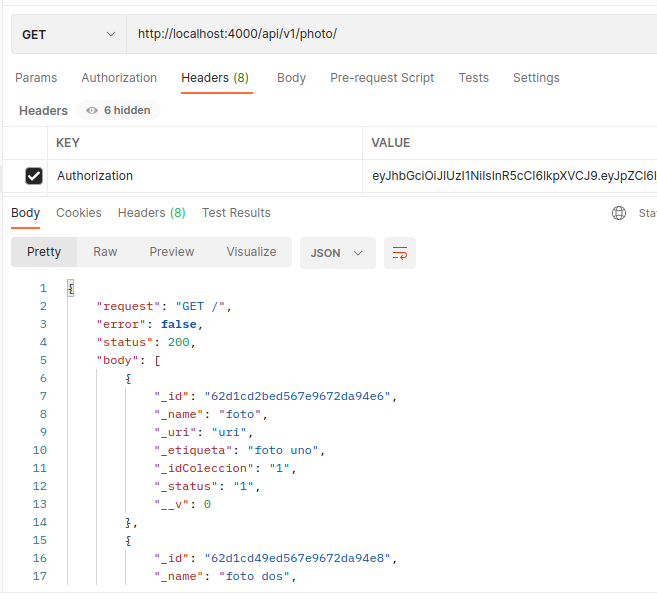 GET http://localhost:4000/api/v1/photo/
Params Authorization Headers (8) Body Pre-request Script Tests Settings
Headers 6 hidden
KEY VALUE
Authorization
Body Cookies Headers (8) Test Results
Pretty Raw Preview Visualize JSON
1 {
2 "request": "GET /",
3 "error": false,
4 "status": 200,
5 "body": [
6 {
7 "_id": "62d1cd2bed567e9672da94e6",
8 "_name": "foto",
9 "_uri": "uri",
10 "_etiqueta": "foto uno",
11 "_idColeccion": "1",
12 "_status": "1",
13 "__v": 0
14 },
15 {
16 "_id": "62d1cd49ed567e9672da94e8",
17 "_name": "foto dos",